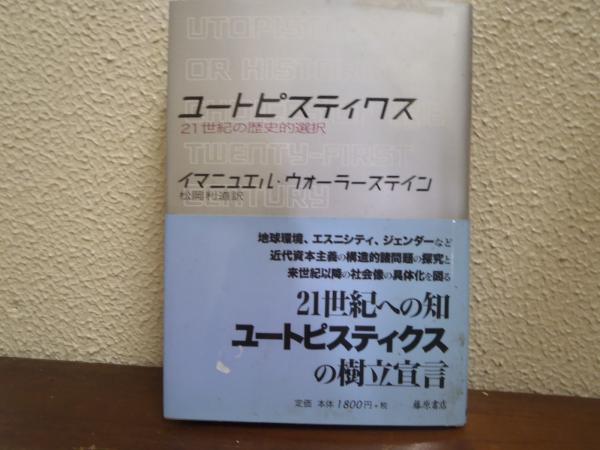 UTOPIST
OR HISTOR
ユートピスティクス
21世紀の歴史的選択
TWENTY-FIRST
イマニュエル・ウォーラーステイン
CENTURY
松岡利道訳
地球環境、エスニシティ、ジェンダーなど
近代資本主義の構造的諸問題の探究と
来世紀以降の社会像の具体化を図る
21世紀への知
ユートピスティクス
の樹立宣言
定価 本体1800円+税 藤原書店